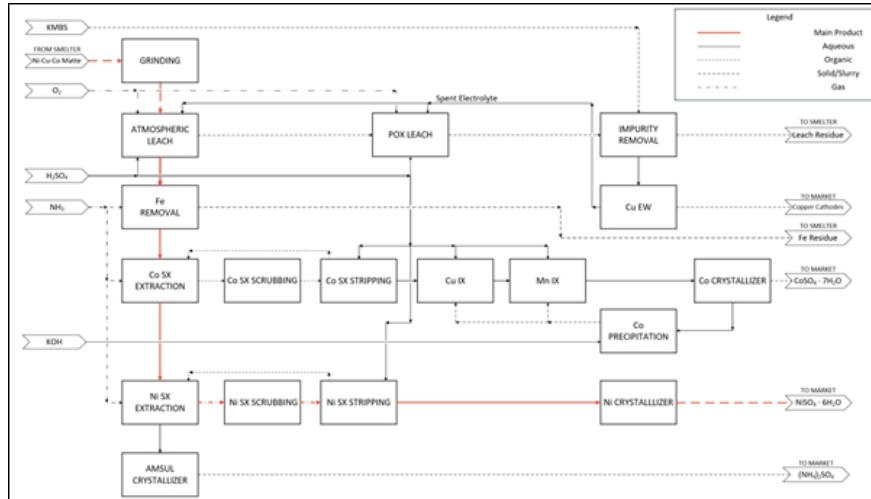 KMBS
Legend
Main Product
Aqueous
Organic
Solid/Slurry
Gas
FROM SMELTER
Ni-Cu-Co Matte
GRINDING
O₂
Spent Electrolyte
ATMOSPHERIC
LEACH
POX LEACH
IMPURITY
REMOVAL
TO SMELTER
Leach Residue
H₂SO₄
NH₃
Fe
REMOVAL
Cu EW
TO MARKET
Copper Cathodes
TO SMELTER
Fe Residue
Co SX
EXTRACTION
Co SX SCRUBBING
Co SX STRIPPING
Cu IX
Mn IX
Co CRYSTALLIZER
TO MARKET
CoSO₄ · 7H₂O
KOH
Co
PRECIPITATION
Ni SX
EXTRACTION
Ni SX SCRUBBING
Ni SX STRIPPING
Ni CRYSTALLLIZER
TO MARKET
NiSO₄ · 6H₂O
AMSUL
CRYSTALLIZER
TO MARKET
(NH₄)₂SO₄